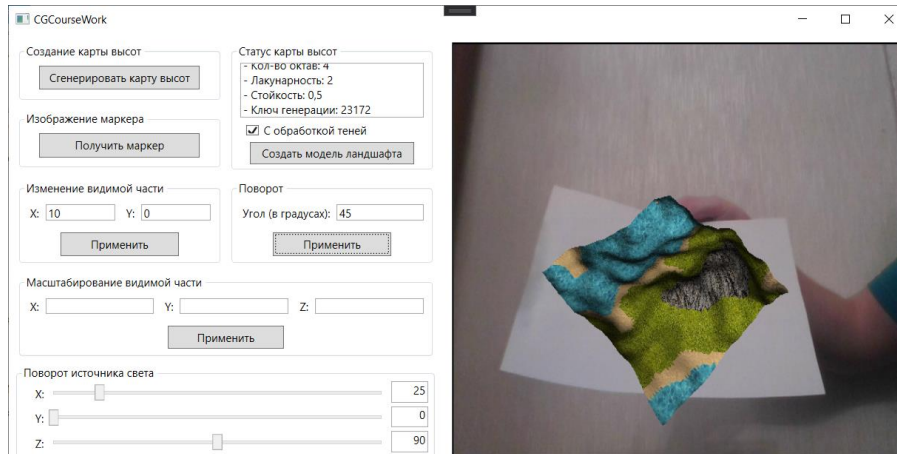 CGCourseWork
Создание карты высот
Сгенерировать карту высот
Изображение маркера
Получить маркер
Статус карты высот
- Кол-во октав: 4
- Лакунарность: 2
- Стойкость: 0,5
- Ключ генерации: 23172
С обработкой теней
Создать модель ландшафта
Изменение видимой части
X: 10 Y: 0
Применить
Поворот
Угол (в градусах): 45
Применить
Масштабирование видимой части
X: Y: Z:
Применить
Поворот источника света
X: 25
Y: 0
Z: 90